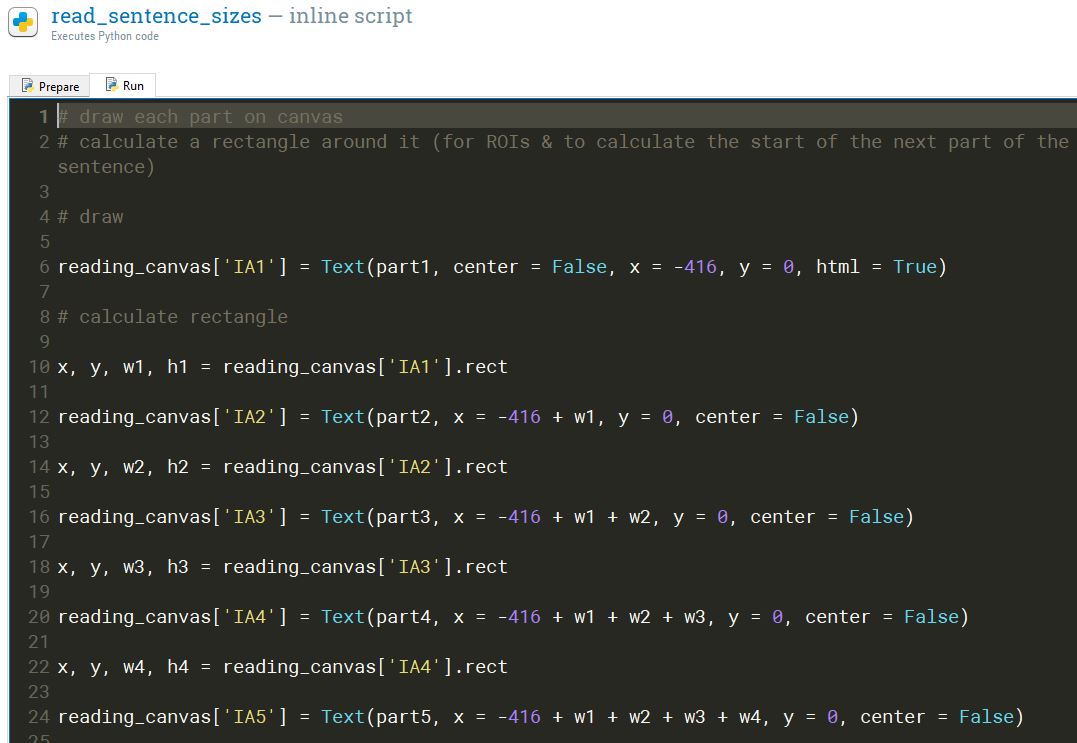 read_sentence_sizes — inline script
Executes Python code
Prepare Run
1 # draw each part on canvas
2 # calculate a rectangle around it (for ROIs & to calculate the start of the next part of the
sentence)
3
4 # draw
5
6 reading_canvas['IA1'] = Text(part1, center = False, x = -416, y = 0, html = True)
7
8 # calculate rectangle
9
10 x, y, w1, h1 = reading_canvas['IA1'].rect
11
12 reading_canvas['IA2'] = Text(part2, x = -416 + w1, y = 0, center = False)
13
14 x, y, w2, h2 = reading_canvas['IA2'].rect
15
16 reading_canvas['IA3'] = Text(part3, x = -416 + w1 + w2, y = 0, center = False)
17
18 x, y, w3, h3 = reading_canvas['IA3'].rect
19
20 reading_canvas['IA4'] = Text(part4, x = -416 + w1 + w2 + w3, y = 0, center = False)
21
22 x, y, w4, h4 = reading_canvas['IA4'].rect
23
24 reading_canvas['IA5'] = Text(part5, x = -416 + w1 + w2 + w3 + w4, y = 0, center = False)
25